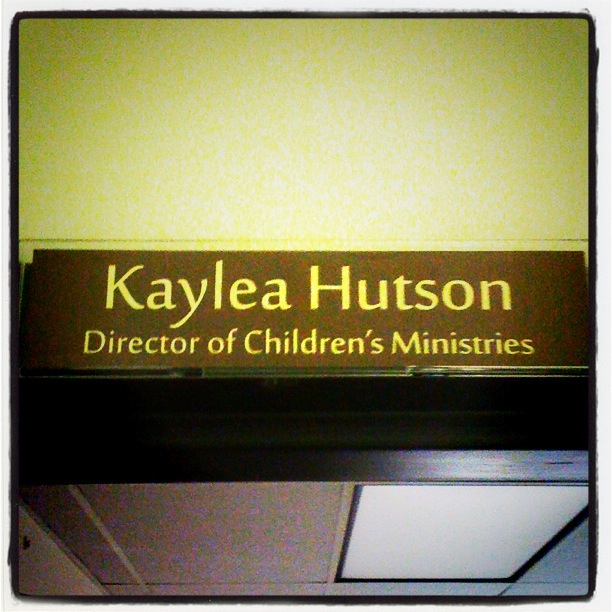 Kaylea Hutson
Director of Children's Ministries